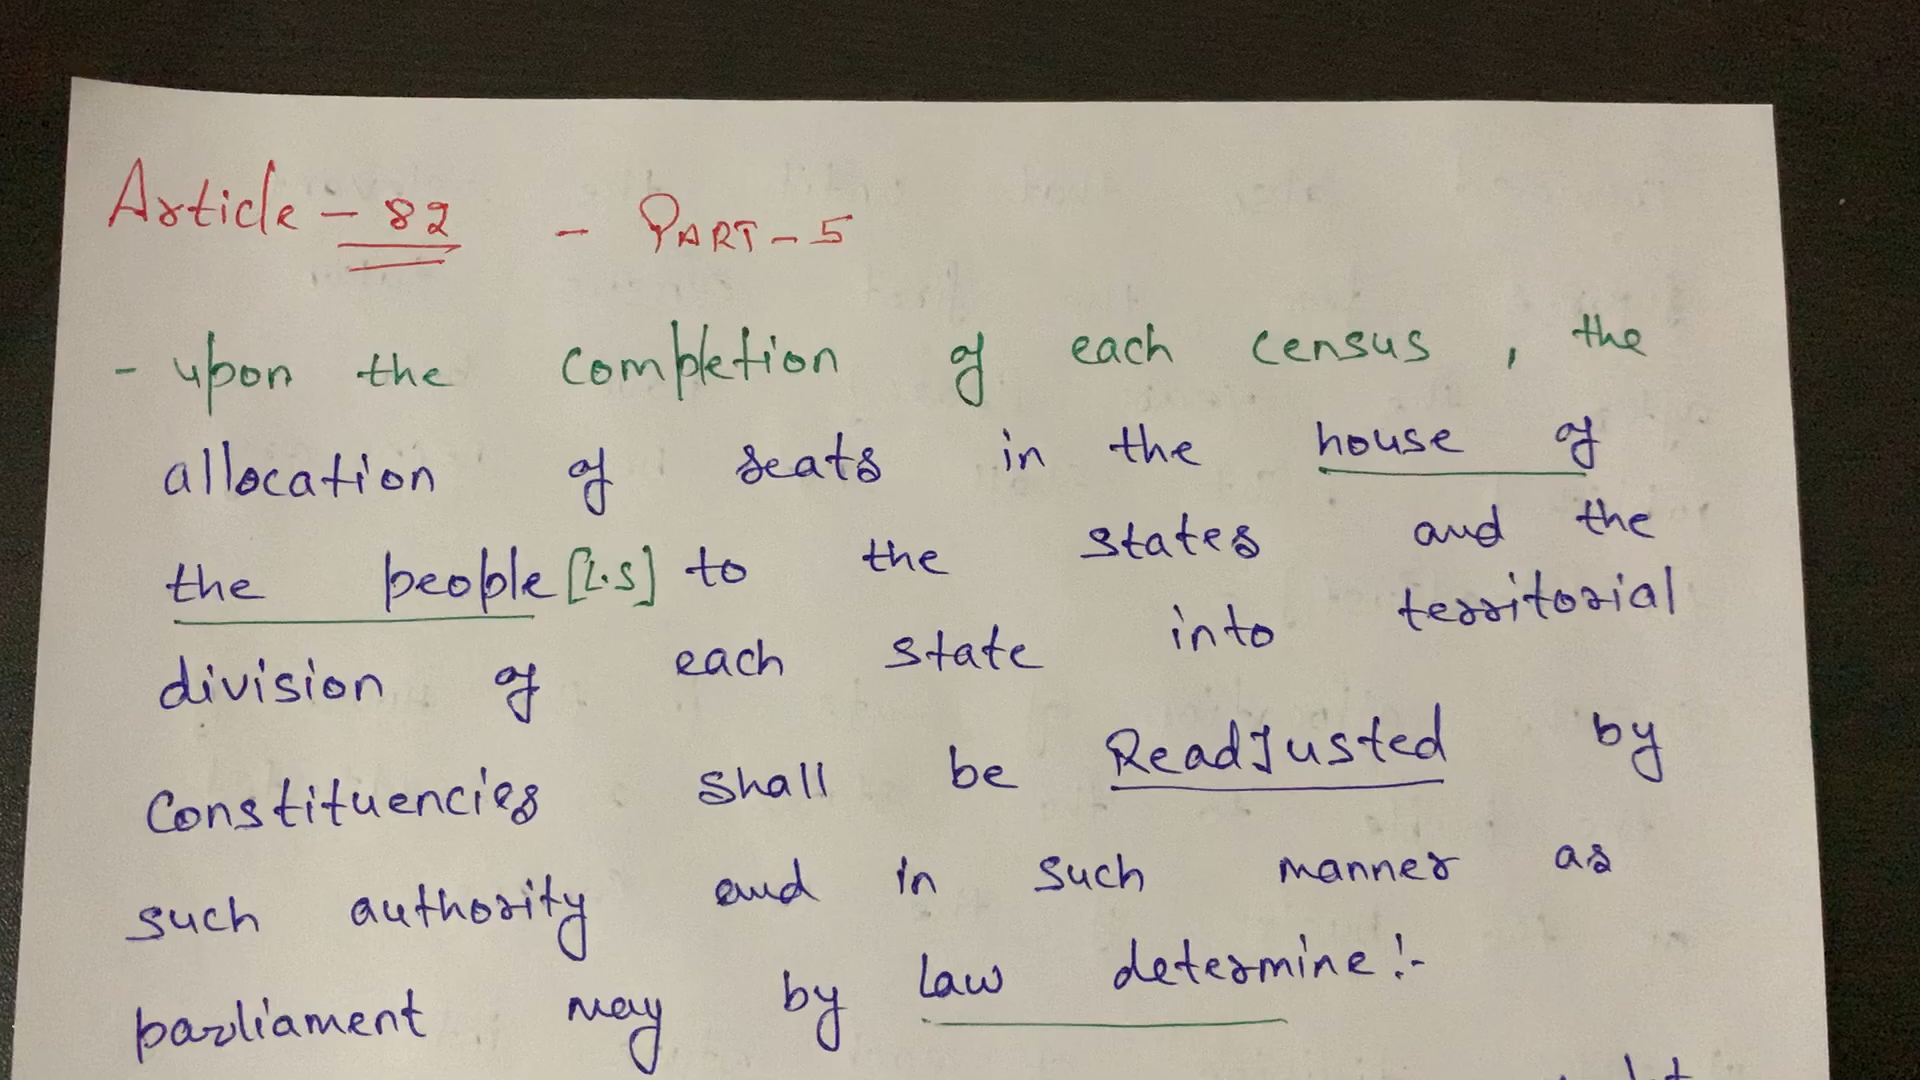 Article - 82 - PART - 5
- upon the completion of each census, the
allocation of seats in the house of
the people [L.S] to the states and the
division of each state into territorial
Constituencies shall be ReadJusted by
such authority and in such manner as
parliament may by law determine :-